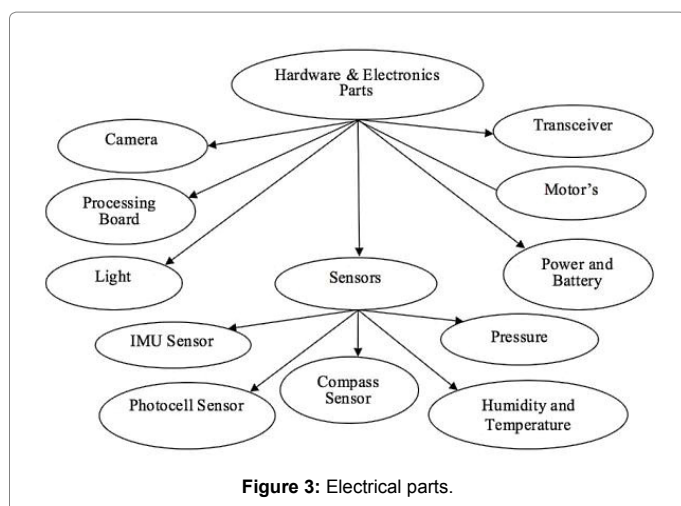 Hardware & Electronics
Parts
Camera
Transceiver
Processing
Board
Motor's
Light
Sensors
Power and
Battery
IMU Sensor
Pressure
Photocell Sensor
Compass
Sensor
Humidity and
Temperature
Figure 3: Electrical parts.